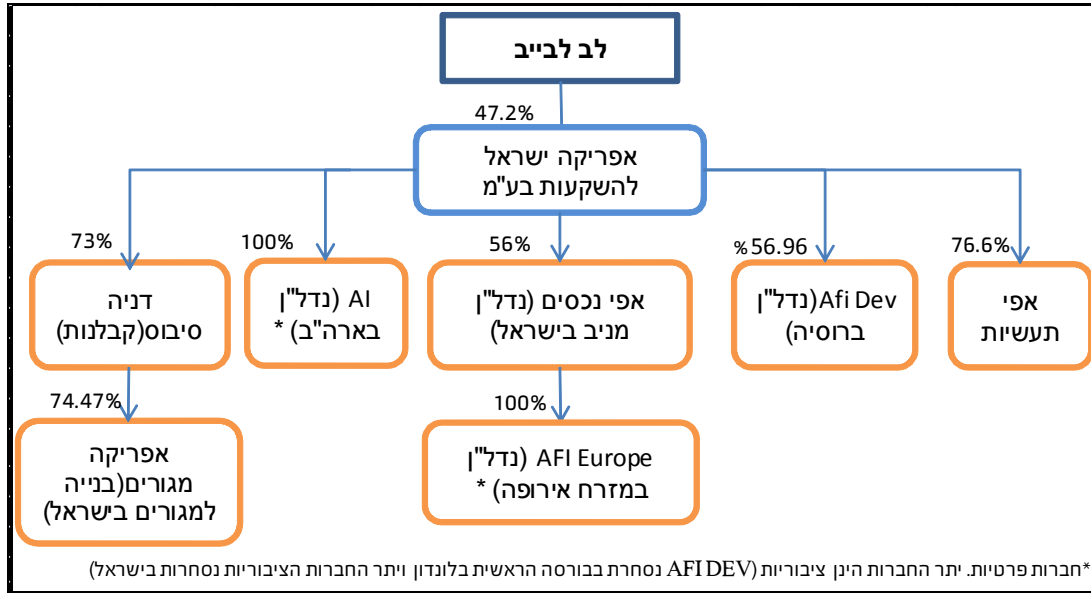 לב לבייב
47.2%
אפריקה ישראל
להשקעות בע"מ
76.6%
% 56.96
56%
100%
73%
אפי
תעשיות
Afi Dev(נדל"ן
ברוסיה)
אפי נכסים (נדל"ן
מניב בישראל)
AI (נדל"ן
בארה"ב) *
דניה
סיבוס(קבלנות)
100%
74.47%
AFI Europe (נדל"ן
במזרח אירופה) *
אפריקה
מגורים(בנייה
למגורים בישראל)
*חברות פרטיות. יתר החברות הינן ציבוריות (AFI DEV נסחרת בבורסה הראשית בלונדון ויתר החברות הציבוריות נסחרות בישראל)